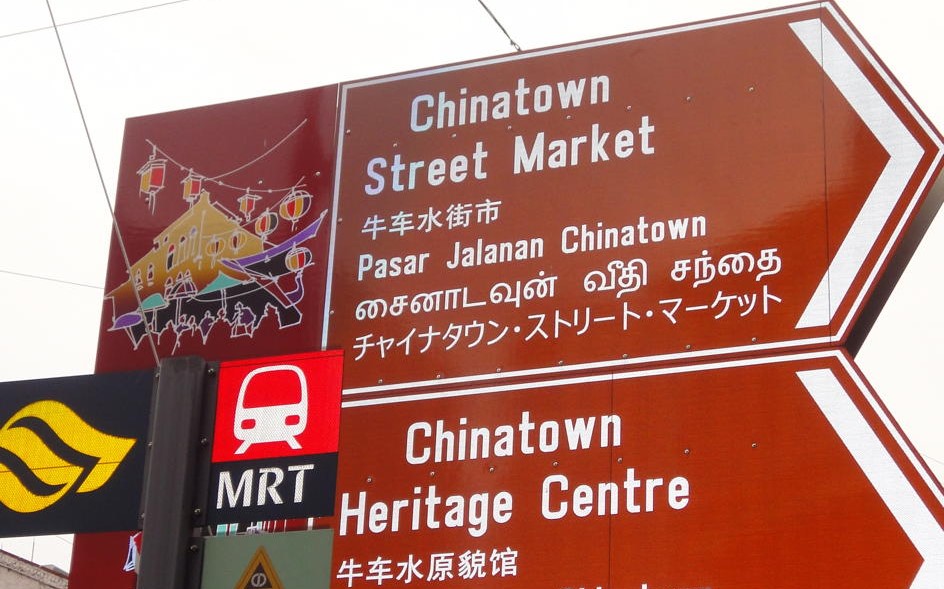 Chinatown
Street Market
牛车水街市
Pasar Jalanan Chinatown
சைனாடவுன் வீதி சந்தை
チャイナタウン・ストリート・マーケット
MRT
Chinatown
Heritage Centre
牛车水原貌馆